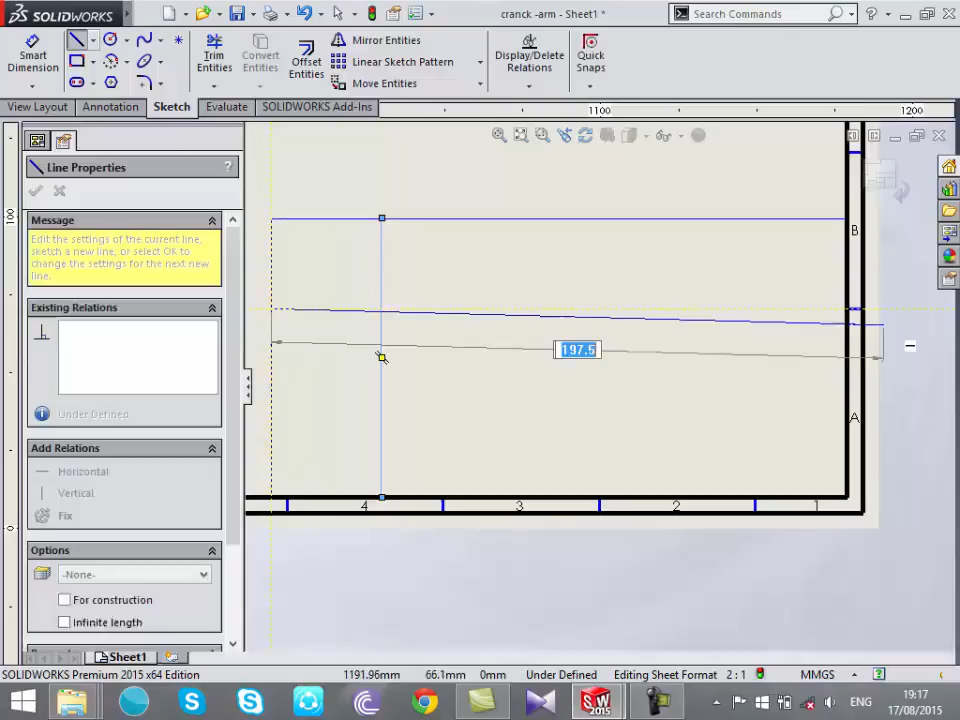 SOLIDWORKS
cranck -arm - Sheet1 *
Search Commands
Smart Dimension
Trim Entities
Convert Entities
Offset Entities
Mirror Entities
Linear Sketch Pattern
Move Entities
Display/Delete Relations
Quick Snaps
View Layout
Annotation
Sketch
Evaluate
SOLIDWORKS Add-Ins
1100
1200
Line Properties
?
Message
Edit the settings of the current line, sketch a new line, or select OK to change the settings for the next new line.
Existing Relations
Under Defined
Add Relations
Horizontal
Vertical
Fix
Options
-None-
For construction
Infinite length
100
0
B
197.5
A
4
3
2
1
Sheet1
SOLIDWORKS Premium 2015 x64 Edition
1191.96mm
66.1mm
0mm
Under Defined
Editing Sheet Format
2 : 1
MMGS
SW
2015
ENG
19:17
17/08/2015